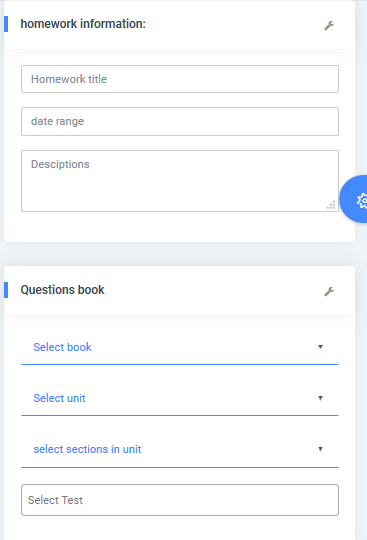 homework information:
Homework title
date range
Desciptions
Questions book
Select book
Select unit
select sections in unit
Select Test